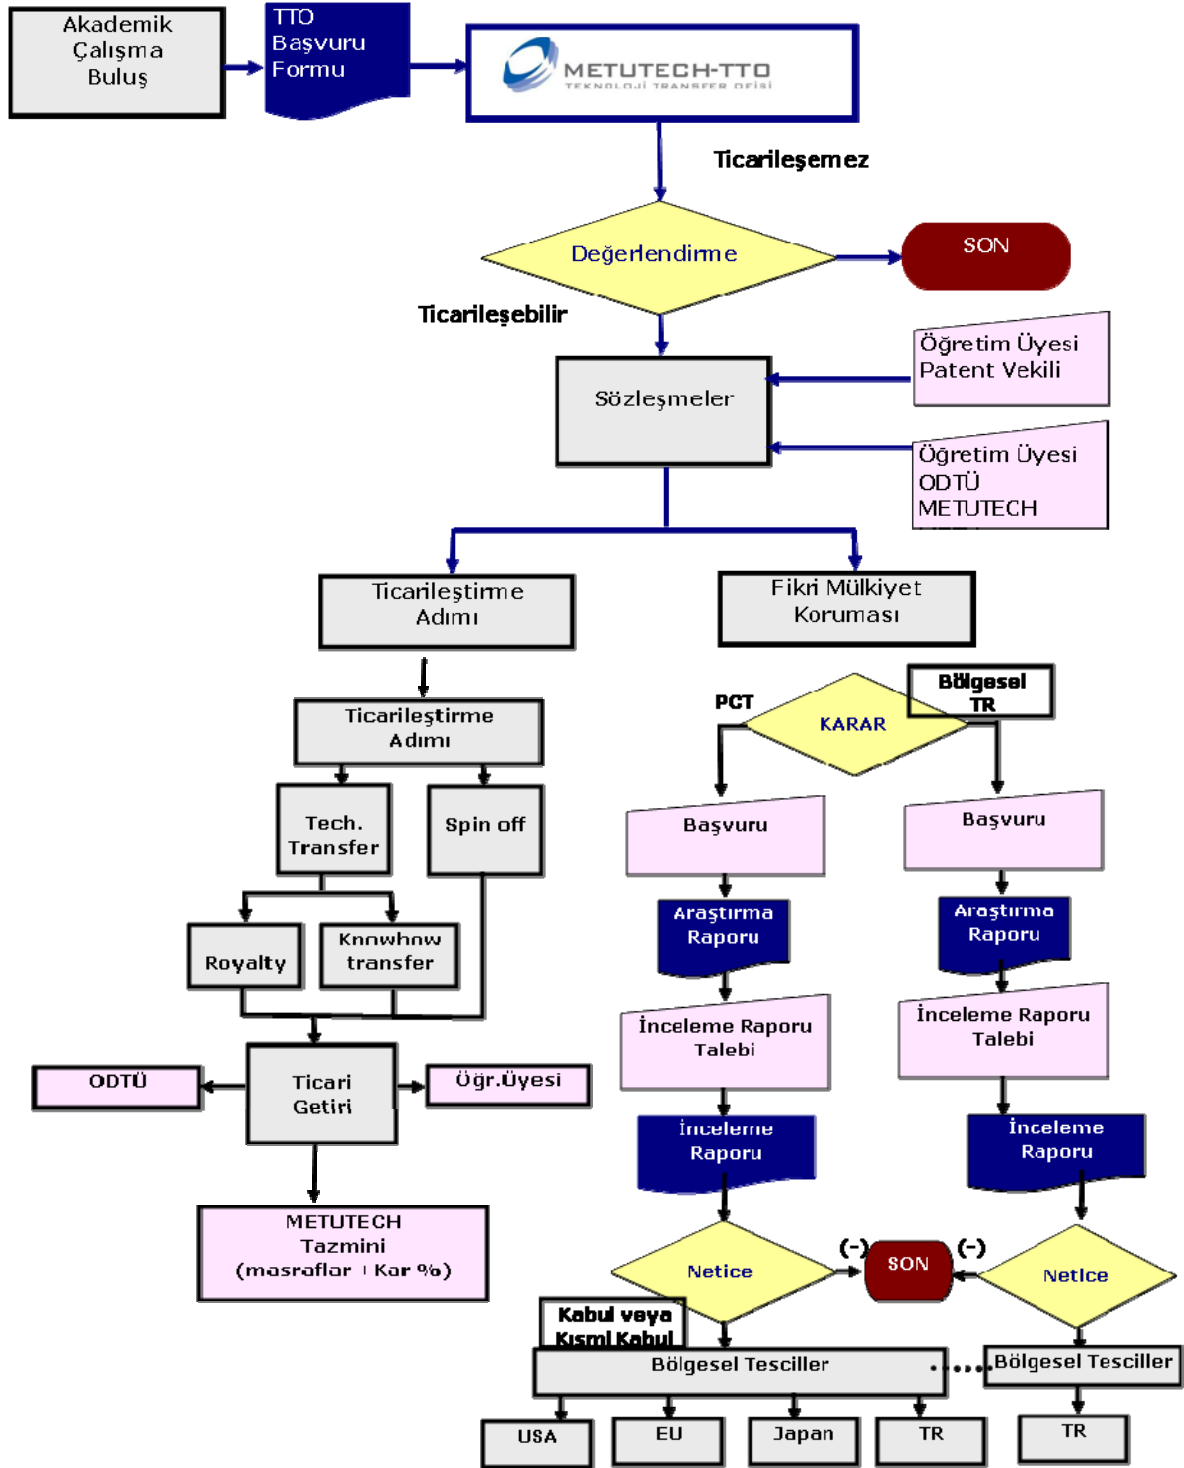 Akademik
Çalışma
Buluş
TTO
Başvuru
Formu
METUTECH-TTO
TEKNOLOJİ TRANSFER OFİSİ
Ticarileşemez
Değerlendirme
SON
Ticarileşebilir
Öğretim Üyesi
Patent Vekili
Sözleşmeler
Öğretim Üyesi
ODTÜ
METUTECH
Ticarileştirme
Adımı
Fikri Mülkiyet
Koruması
Ticarileştirme
Adımı
PCT
KARAR
Bölgesel
TR
Tech.
Transfer
Spin off
Başvuru
Başvuru
Royalty
Knowhow
transfer
Araştırma
Raporu
Araştırma
Raporu
İnceleme Raporu
Talebi
İnceleme Raporu
Talebi
ODTÜ
Ticari
Getiri
Öğr.Üyesi
İnceleme
Raporu
İnceleme
Raporu
METUTECH
Tazmini
(masraflar +Kar %)
Netice
(-)
SON
(-)
Netice
Kabul veya
Kısmi Kabul
Bölgesel Tesciller
Bölgesel Tesciller
USA
EU
Japan
TR
TR